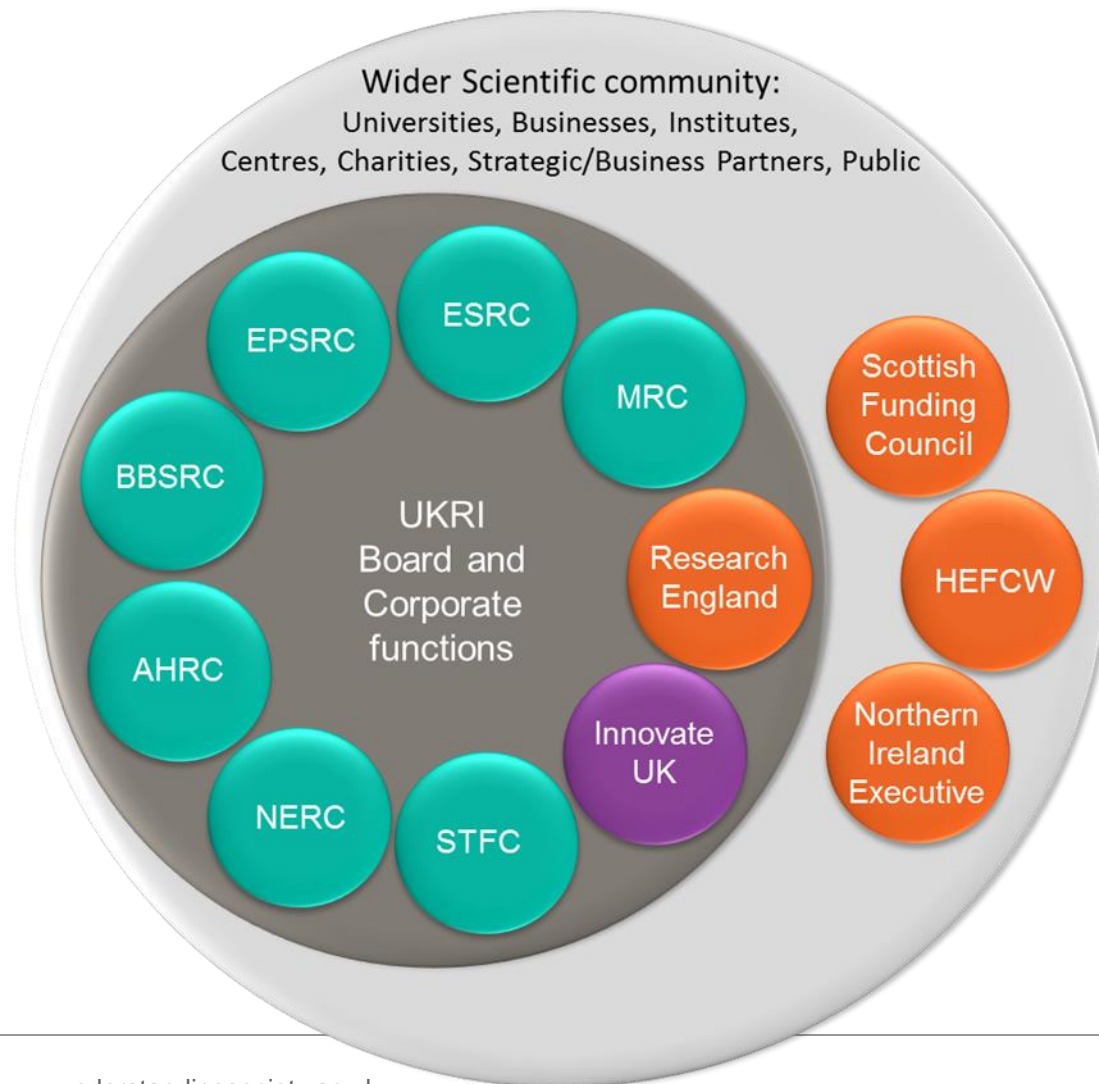 Wider Scientific community:
Universities, Businesses, Institutes,
Centres, Charities, Strategic/Business Partners, Public
ESRC
EPSRC
MRC
BBSRC
UKRI
Board and
Corporate
functions
Research
England
AHRC
Innovate
UK
NERC
STFC
Scottish
Funding
Council
HEFCW
Northern
Ireland
Executive